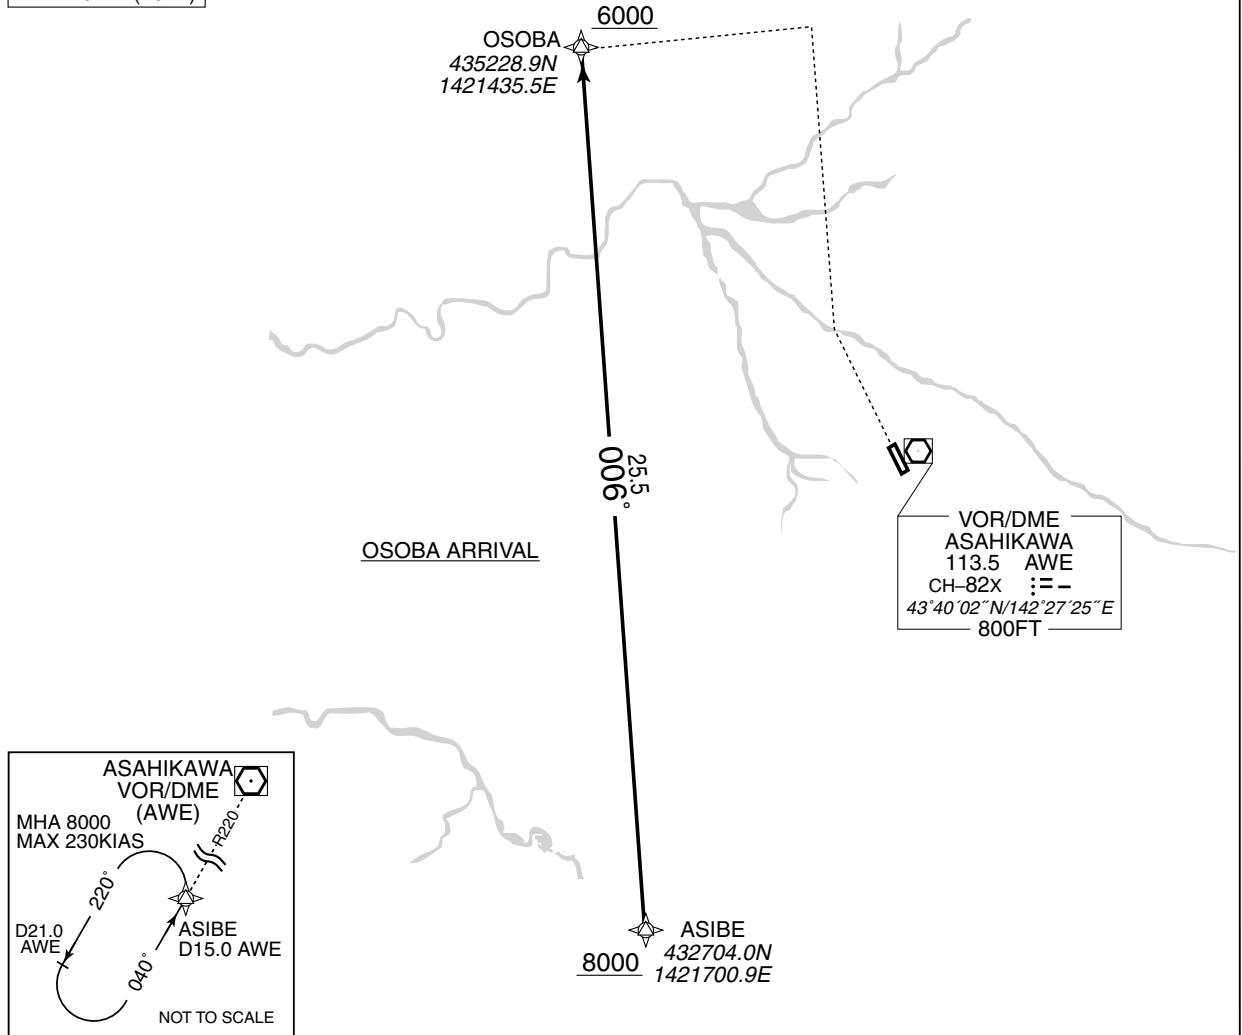 6000
OSOBA
435228.9N
1421435.5E
006°
25.5
OSOBA ARRIVAL
VOR/DME
ASAHIKAWA
113.5 AWE
CH–82X
43°40´02˝N/142°27´25˝E
800FT
ASIBE
432704.0N
8000
1421700.9E
ASAHIKAWA
VOR/DME
(AWE)
MHA 8000
MAX 230KIAS
R220
220°
D21.0
AWE
040°
ASIBE
D15.0 AWE
NOT TO SCALE